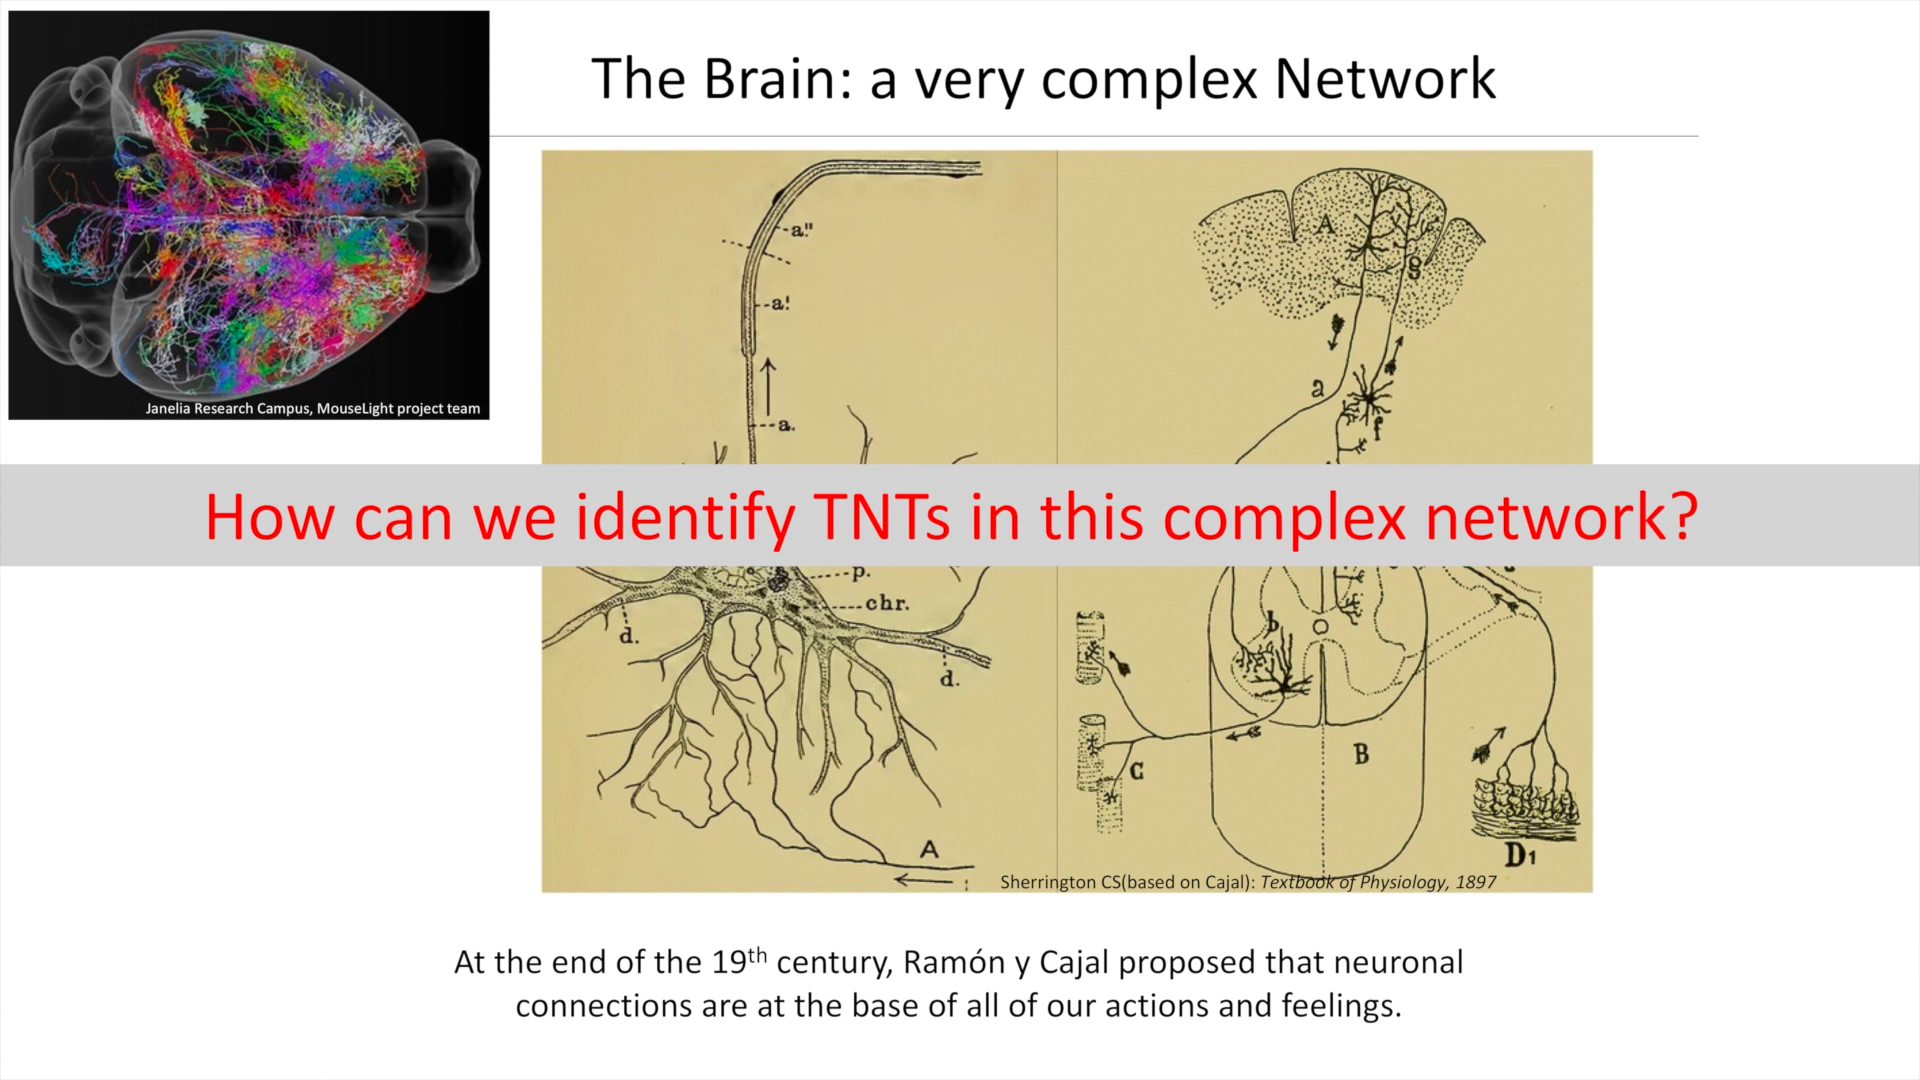 The Brain: a very complex Network
Janelia Research Campus, MouseLight project team
a."
a!
a.
A
g
a
f
How can we identify TNTs in this complex network?
p.
chr.
d.
d.
b
C
B
A
D1
Sherrington CS(based on Cajal): Textbook of Physiology, 1897
At the end of the 19th century, Ramón y Cajal proposed that neuronal
connections are at the base of all of our actions and feelings.